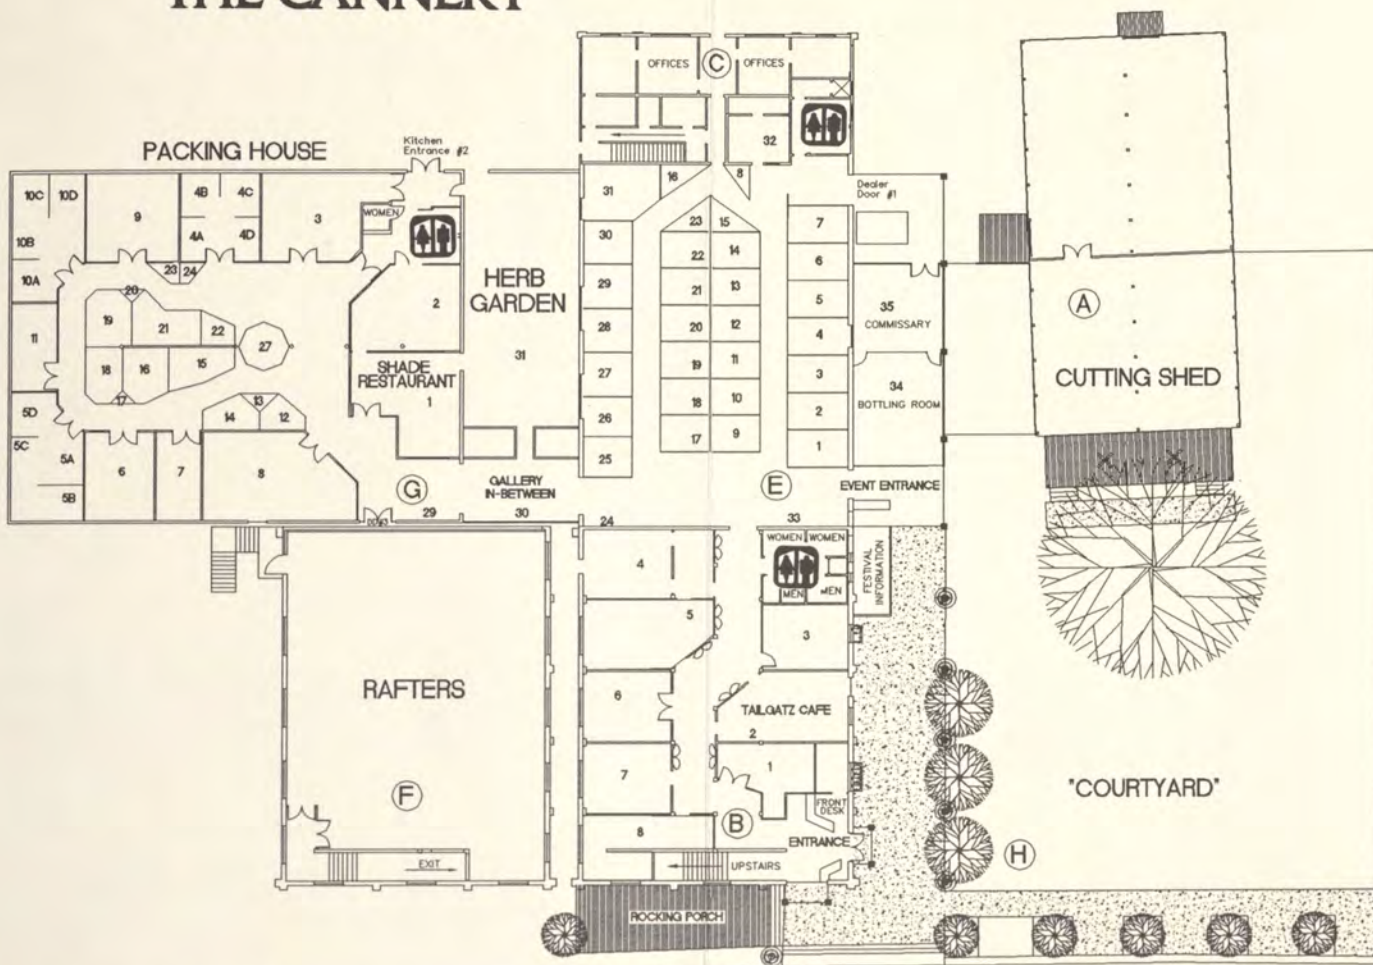 THE CANNERY
OFFICES
C
OFFICES
32
PACKING HOUSE
Kitchen
Entrance #2
10C 10D
9
4B 4C
4A 4D
3
WOMEN
10B
10A
23 24
20
19 21 22
27
2
11
18 16 15
17
13
14 12
5D
5C
5A
5B
6 7 8
SHADE
RESTAURANT
1
HERB
GARDEN
31
GALLERY
IN-BETWEEN
G
29
30
31 16 8
30
29
28
27
26
25
24
23 15
22 14
21 13
20 12
19 11
18 10
17 9
7
6
5
4
3
2
1
Dealer
Door #1
35
COMMISSARY
34
BOTTLING ROOM
E
EVENT ENTRANCE
33
A
CUTTING SHED
RAFTERS
F
EXIT
4
5
6
7
8
WOMEN WOMEN
MEN MEN
3
FESTIVAL
INFORMATION
TAILGATZ CAFE
2
1
FRONT
DESK
B
ENTRANCE
UPSTAIRS
ROCKING PORCH
"COURTYARD"
H